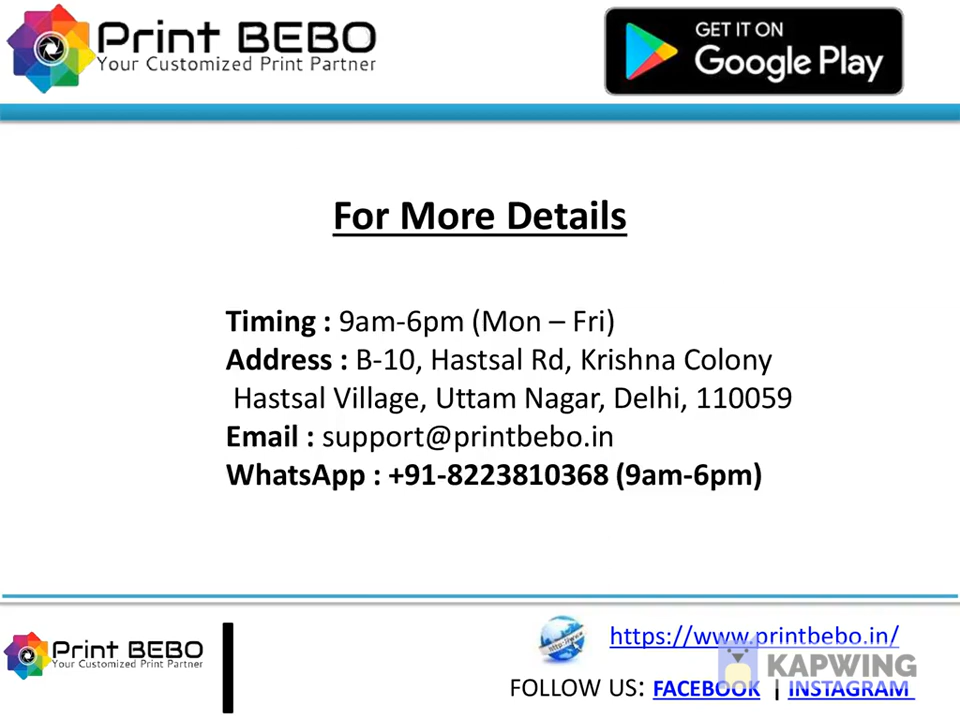 Print BEBO
Your Customized Print Partner
GET IT ON
Google Play
For More Details
Timing : 9am-6pm (Mon – Fri)
Address : B-10, Hastsal Rd, Krishna Colony
Hastsal Village, Uttam Nagar, Delhi, 110059
Email : support@printbebo.in
WhatsApp : +91-8223810368 (9am-6pm)
Print BEBO
Your Customized Print Partner
https://www.printbebo.in/
KAPWING
FOLLOW US: FACEBOOK | INSTAGRAM